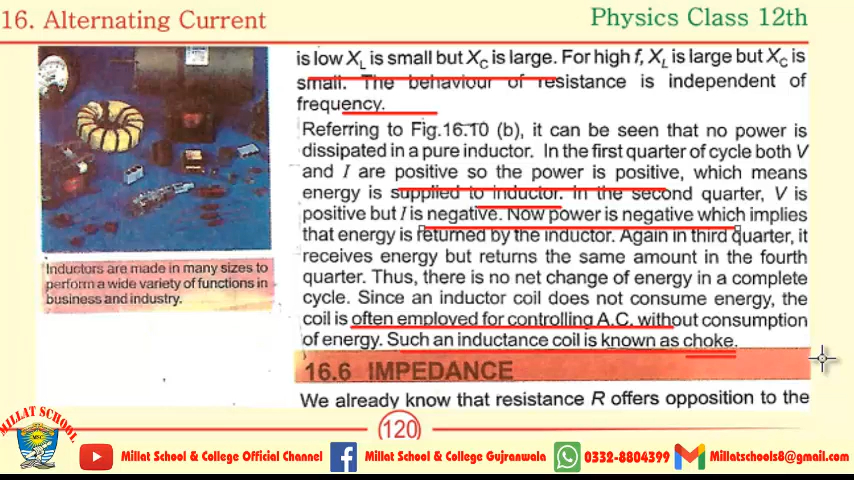 16. Alternating Current
Physics Class 12th
is low XL is small but XC is large. For high f, XL is large but XC is
small. The behaviour of resistance is independent of
frequency.
Referring to Fig.16.10 (b), it can be seen that no power is
dissipated in a pure inductor. In the first quarter of cycle both V
and I are positive so the power is positive, which means
energy is supplied to inductor. In the second quarter, V is
positive but I is negative. Now power is negative which implies
that energy is returned by the inductor. Again in third quarter, it
receives energy but returns the same amount in the fourth
quarter. Thus, there is no net change of energy in a complete
cycle. Since an inductor coil does not consume energy, the
coil is often employed for controlling A.C. without consumption
of energy. Such an inductance coil is known as choke.
Inductors are made in many sizes to
perform a wide variety of functions in
business and industry.
16.6 IMPEDANCE
We already know that resistance R offers opposition to the
120
MILLAT SCHOOL
MSC
Millat School & College Official Channel
Millat School & College Gujranwala
0332-8804399
Millatschools8@gmail.com